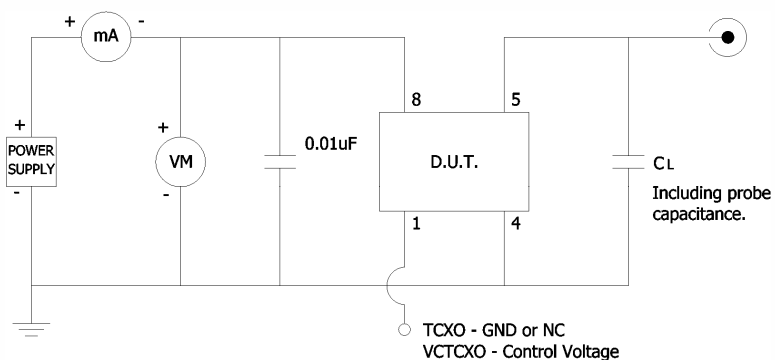 + mA -
+
POWER
SUPPLY
-
+
VM
-
0.01uF
8 5
D.U.T.
1 4
CL
Including probe
capacitance.
TCXO - GND or NC
VCTCXO - Control Voltage